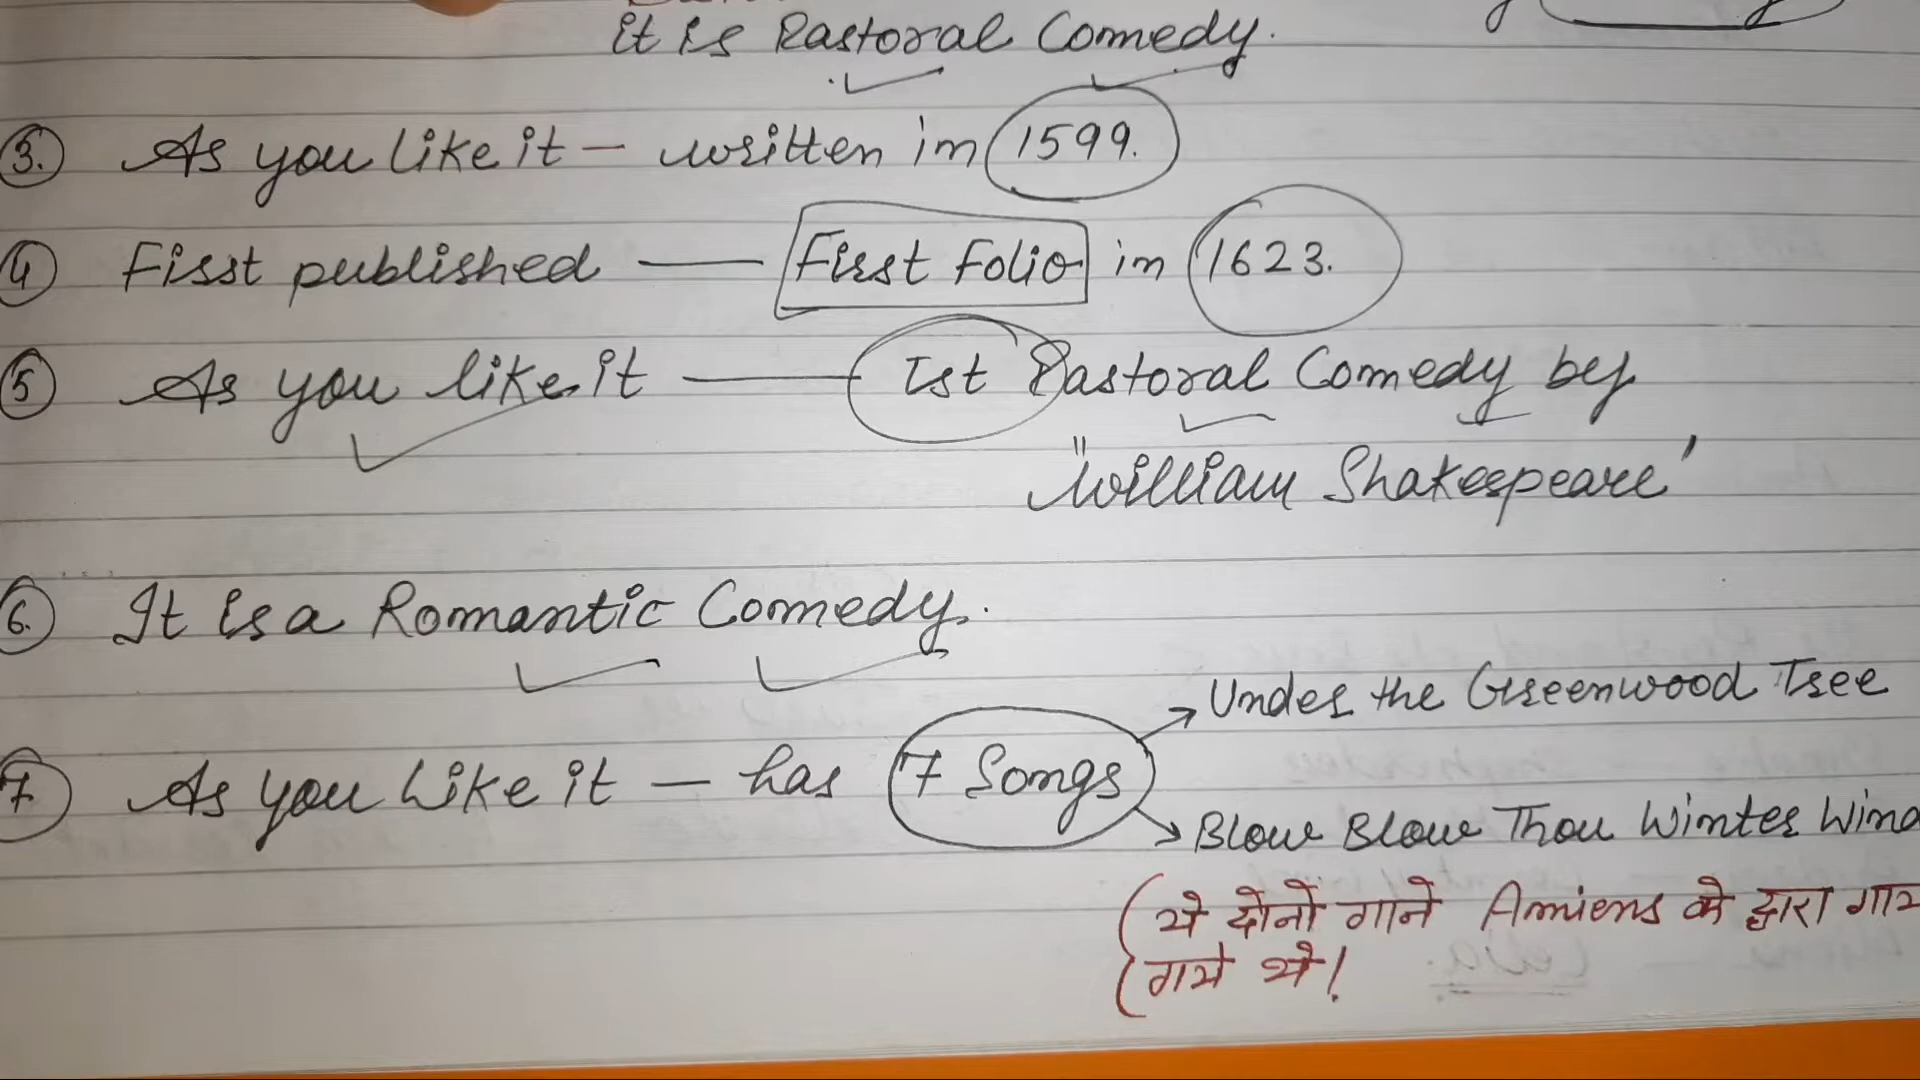 it is Pastoral Comedy.
3. As you like it – written in 1599.
4 First published — First Folio in 1623.
5 As you like it — Ist Pastoral Comedy by
"William Shakespeare'
6. It is a Romantic Comedy.
7. As you Like it – has 7 Songs
→ Under the Greenwood Tree
→ Blow Blow Thou Winter Wind
(ये दोनो गाने Amiens के द्वारा गाये
गये थे!